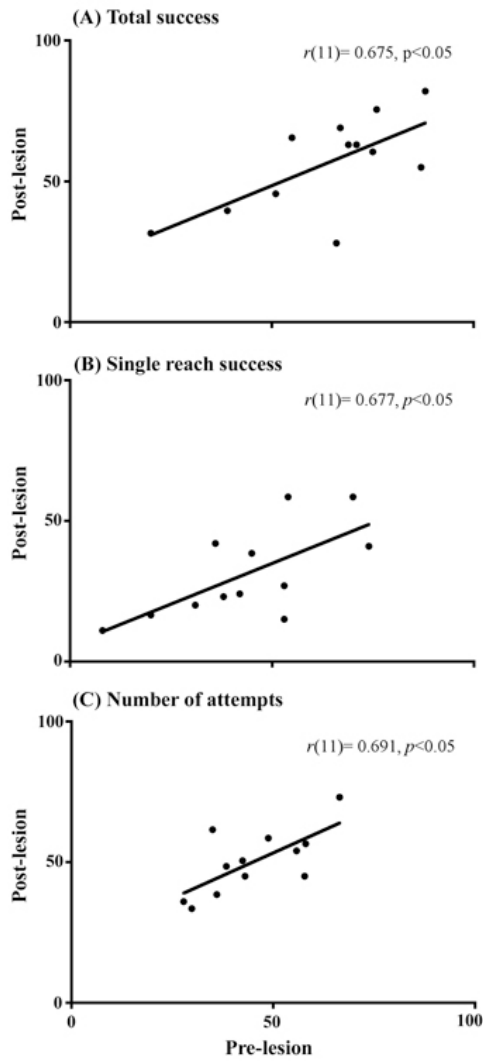 (A) Total success
100
r(11)= 0.675, p<0.05
Post-lesion
50
0
(B) Single reach success
100
r(11)= 0.677, p<0.05
Post-lesion
50
0
(C) Number of attempts
100
r(11)= 0.691, p<0.05
Post-lesion
50
0
0 50 100
Pre-lesion